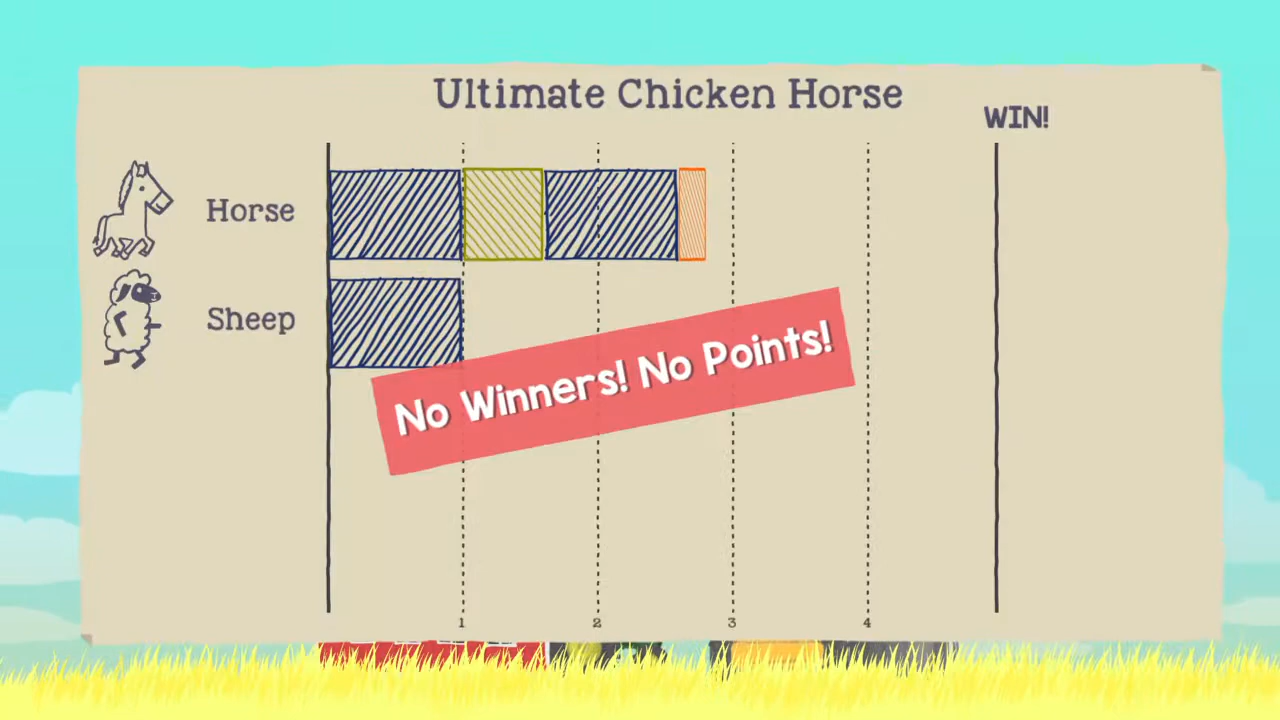 Ultimate Chicken Horse
WIN!
Horse
Sheep
No Winners! No Points!
1 2 3 4